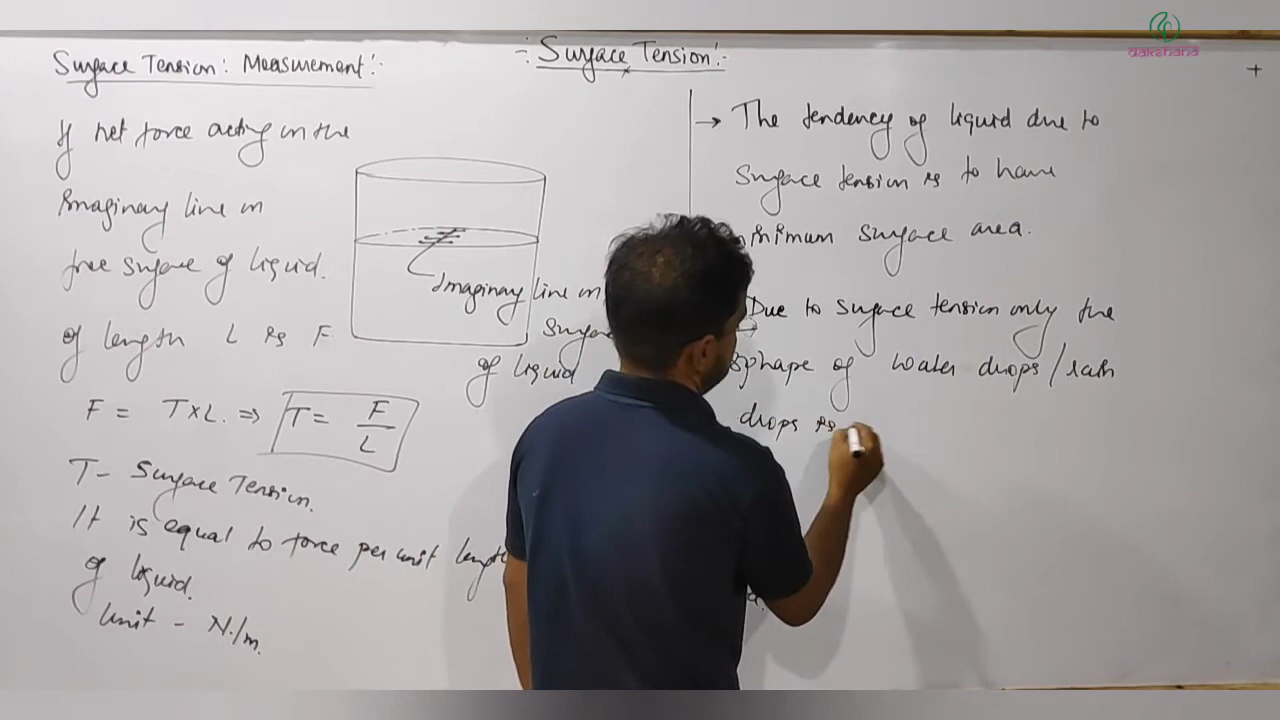 dakshana
-: Surface Tension:-
Surface Tension: Measurement:-
If net force acting in the
imaginary line in
free surface of liquid.
of length L is F
F = T×L. ⇒ T = F/L
T - Surface Tension.
It is equal to force per unit length
of liquid.
unit - N/m.
Imaginary line in
surface
of liquid
→ The tendency of liquid due to
surface tension is to have
minimum surface area.
→ Due to surface tension only the
shape of water drops/rain
drops is
+